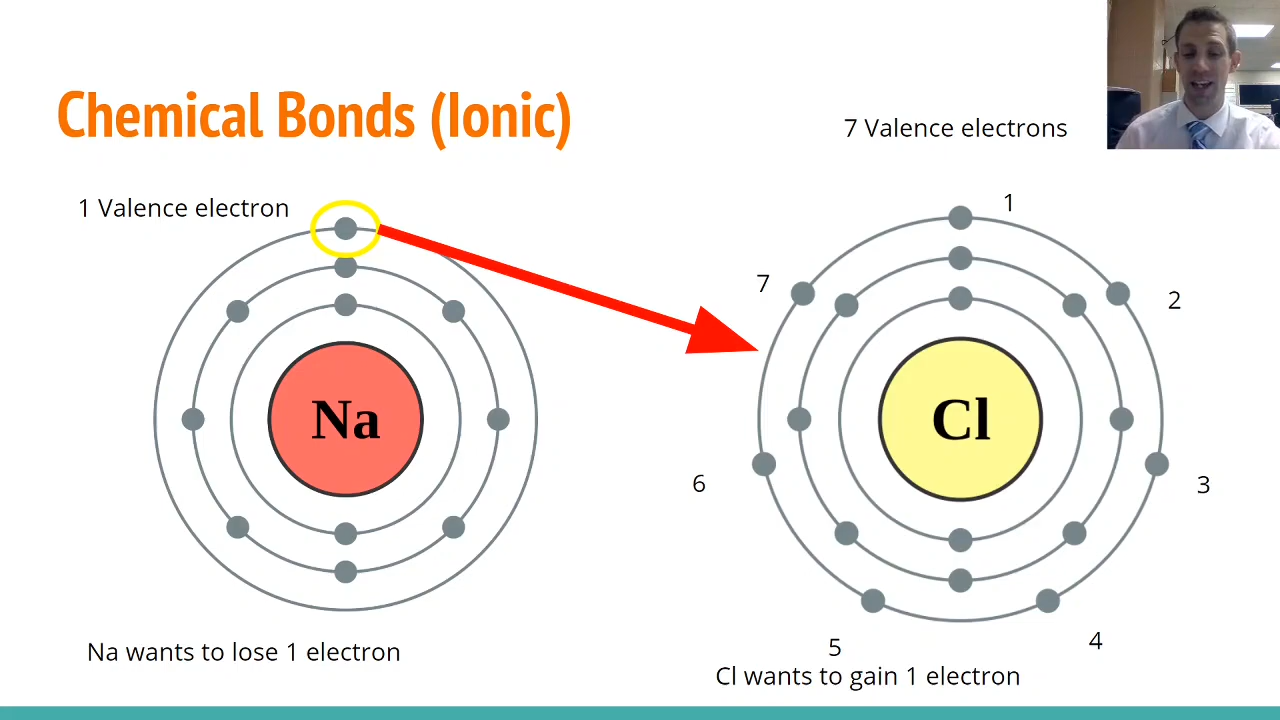 Chemical Bonds (Ionic)
7 Valence electrons
1 Valence electron
1
7
2
Na
Cl
6
3
5
4
Na wants to lose 1 electron
Cl wants to gain 1 electron